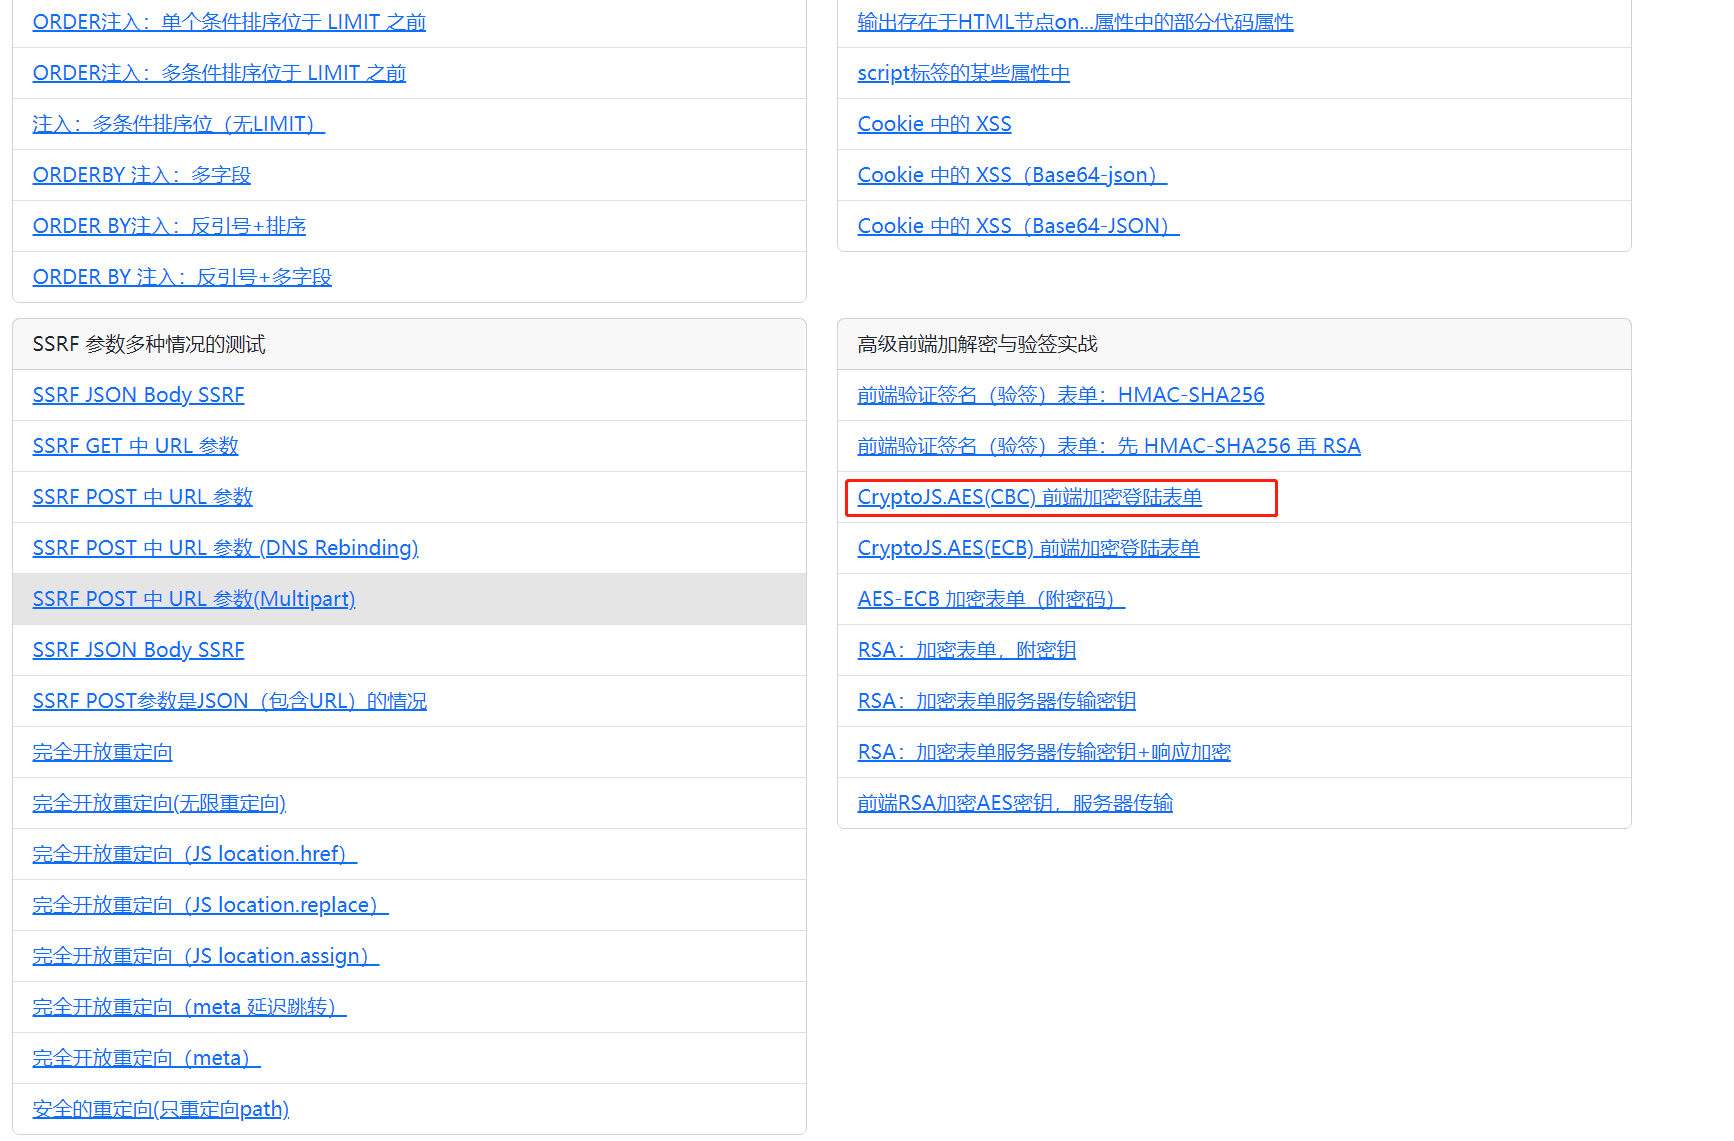 ORDER注入：单个条件排序位于 LIMIT 之前
ORDER注入：多条件排序位于 LIMIT 之前
注入：多条件排序位（无LIMIT）
ORDERBY 注入：多字段
ORDER BY注入：反引号+排序
ORDER BY 注入：反引号+多字段
SSRF 参数多种情况的测试
SSRF JSON Body SSRF
SSRF GET 中 URL 参数
SSRF POST 中 URL 参数
SSRF POST 中 URL 参数 (DNS Rebinding)
SSRF POST 中 URL 参数(Multipart)
SSRF JSON Body SSRF
SSRF POST参数是JSON（包含URL）的情况
完全开放重定向
完全开放重定向(无限重定向)
完全开放重定向（JS location.href）
完全开放重定向（JS location.replace）
完全开放重定向（JS location.assign）
完全开放重定向（meta 延迟跳转）
完全开放重定向（meta）
安全的重定向(只重定向path)
输出存在于HTML节点on...属性中的部分代码属性
script标签的某些属性中
Cookie 中的 XSS
Cookie 中的 XSS（Base64-json）
Cookie 中的 XSS（Base64-JSON）
高级前端加解密与验签实战
前端验证签名（验签）表单：HMAC-SHA256
前端验证签名（验签）表单：先 HMAC-SHA256 再 RSA
CryptoJS.AES(CBC) 前端加密登陆表单
CryptoJS.AES(ECB) 前端加密登陆表单
AES-ECB 加密表单（附密码）
RSA：加密表单，附密钥
RSA：加密表单服务器传输密钥
RSA：加密表单服务器传输密钥+响应加密
前端RSA加密AES密钥，服务器传输